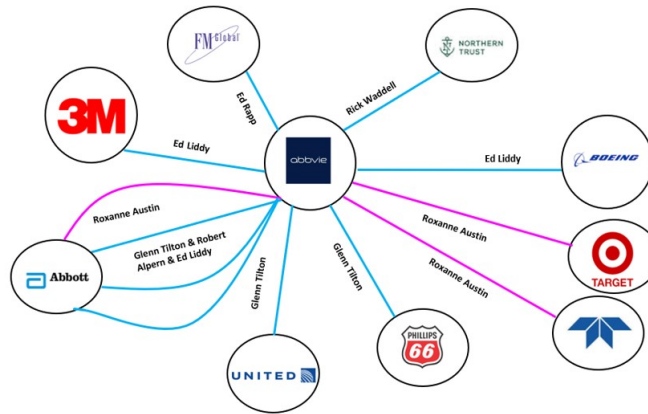 FM Global
NORTHERN
TRUST
3M
Ed Rapp
Rick Waddell
Ed Liddy
abbvie
Ed Liddy
BOEING
Roxanne Austin
Roxanne Austin
Glenn Tilton & Robert
Alpern & Ed Liddy
Abbott
Glenn Tilton
Glenn Tilton
Roxanne Austin
TARGET
PHILLIPS
66
UNITED